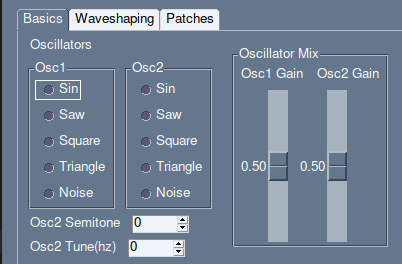 Basics Waveshaping Patches
Oscillators
Osc1 Osc2
Sin Sin
Saw Saw
Square Square
Triangle Triangle
Noise Noise
Osc2 Semitone 0
Osc2 Tune(hz) 0
Oscillator Mix
Osc1 Gain Osc2 Gain
0.50 0.50